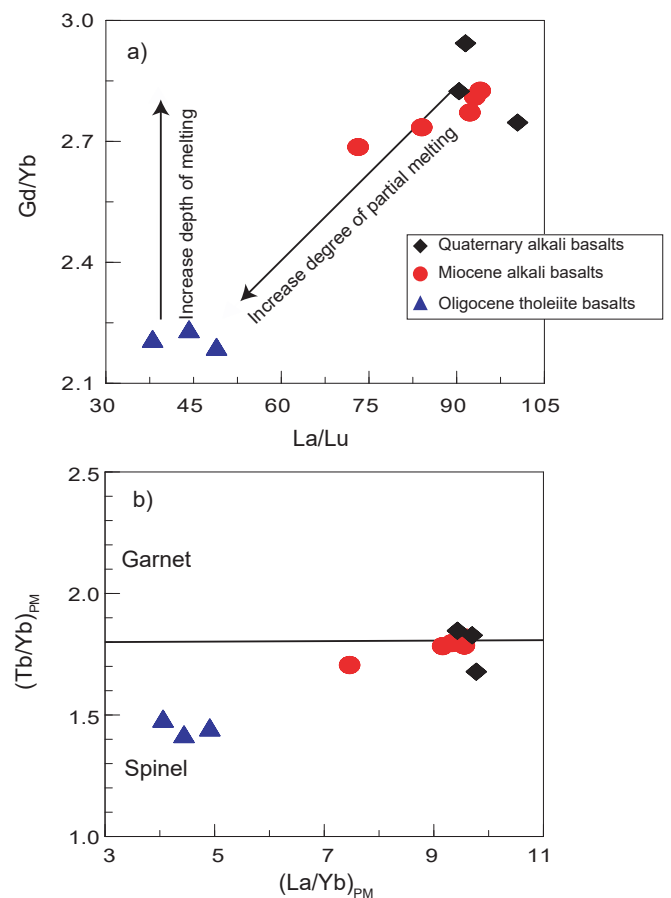 a)
3.0
2.7
2.4
2.1
Gd/Yb
Increase depth of melting
Increase degree of partial melting
Quaternary alkali basalts
Miocene alkali basalts
Oligocene tholeiite basalts
30 45 60 75 90 105
La/Lu
b)
2.5
2.0
1.5
1.0
(Tb/Yb)PM
Garnet
Spinel
3 5 7 9 11
(La/Yb)PM